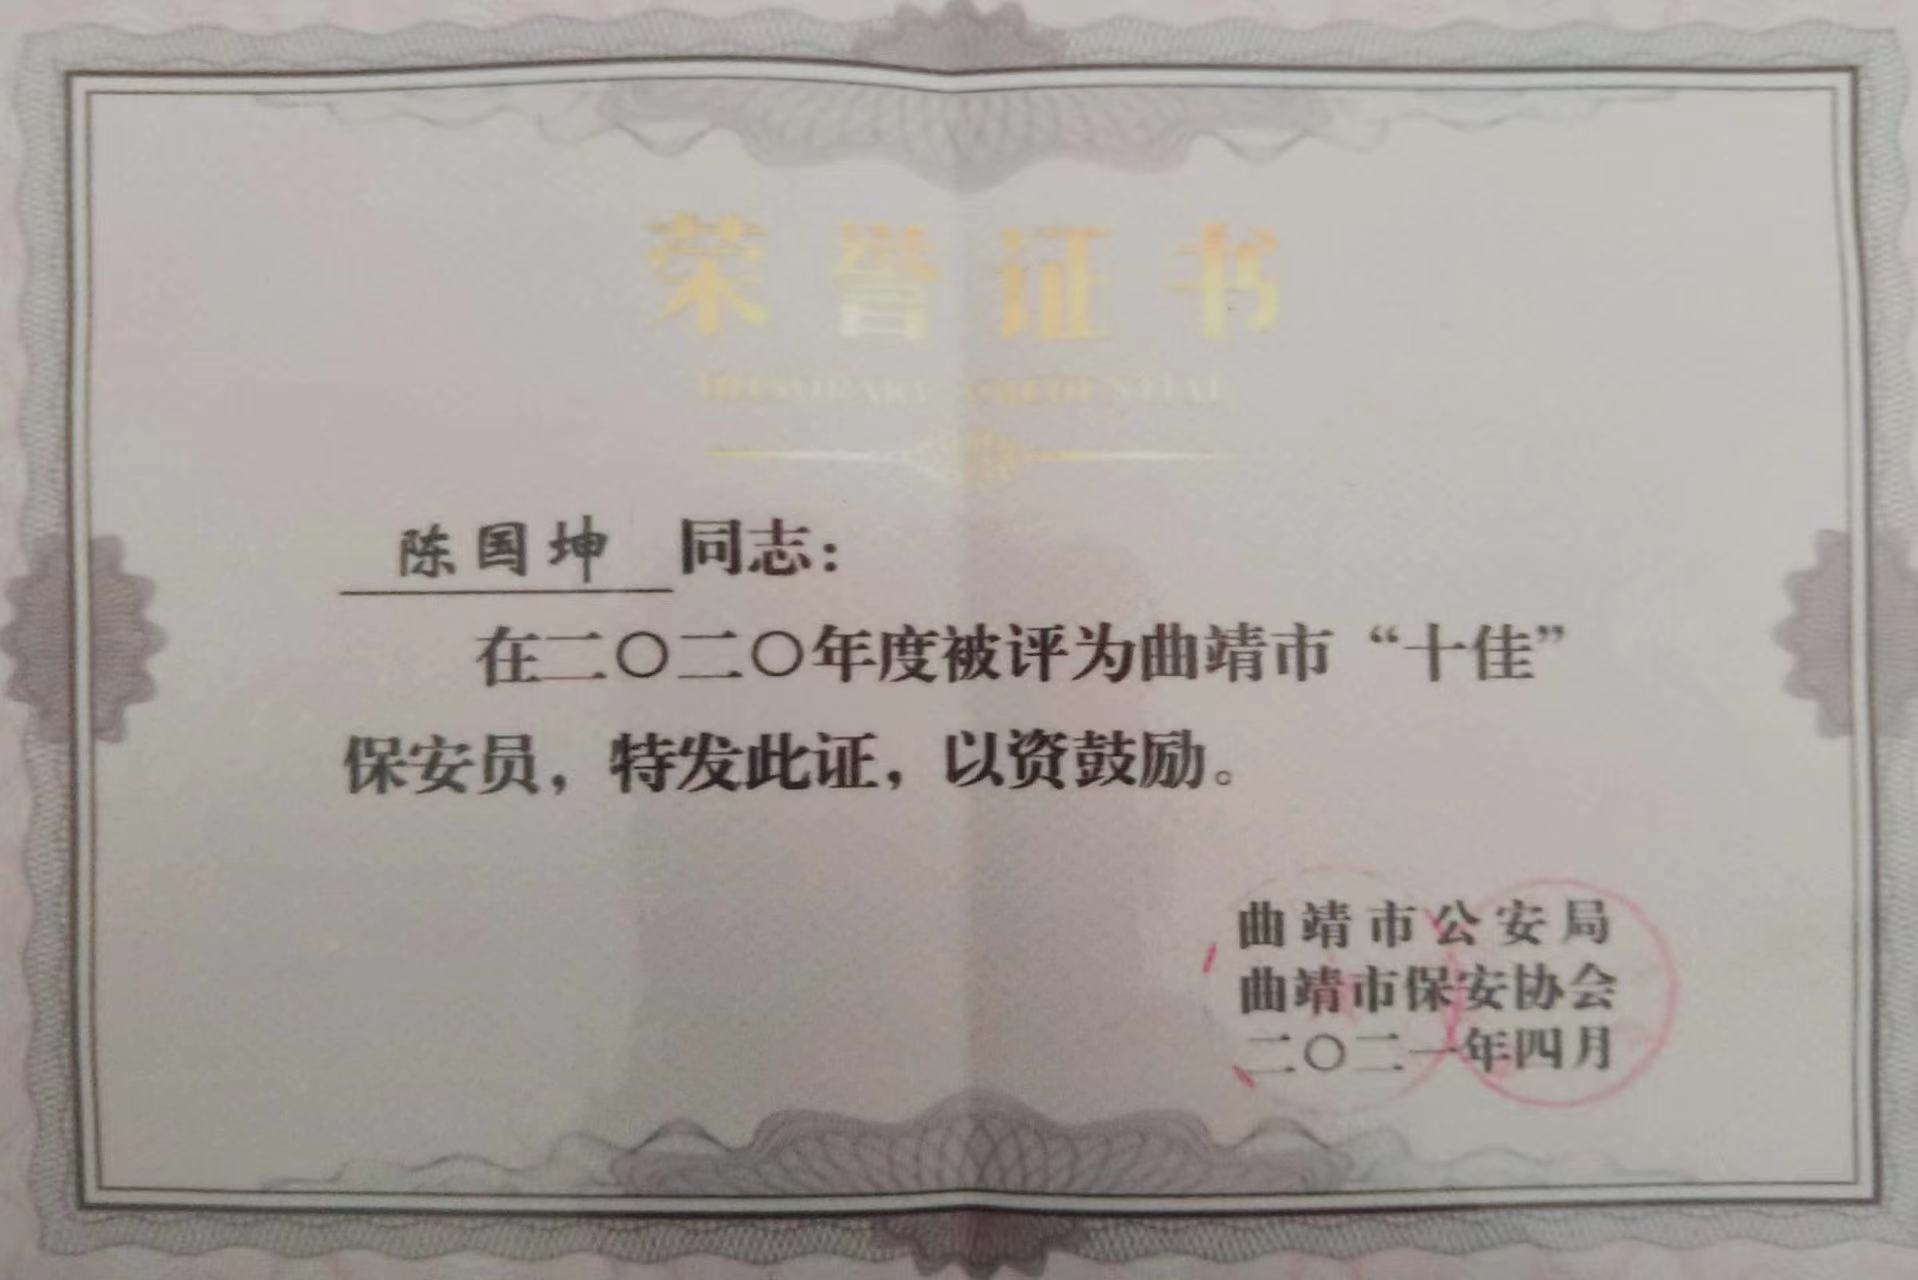 荣誉证书
HONORARY CREDENTIAL
陈国坤 同志：
在二〇二〇年度被评为曲靖市“十佳”
保安员，特发此证，以资鼓励。
曲靖市公安局
曲靖市保安协会
二〇二一年四月